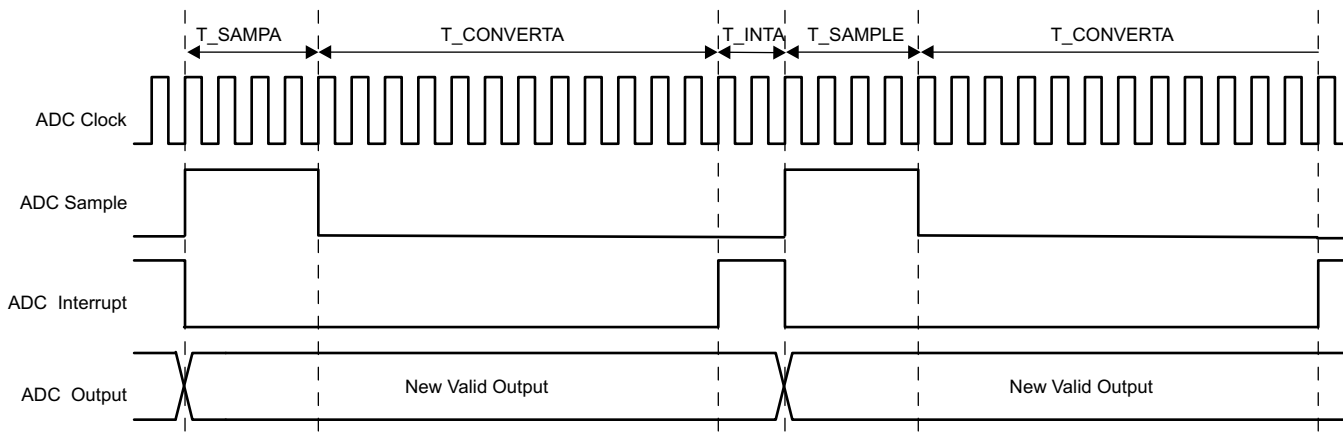 T_SAMPA T_CONVERTA T_INTA T_SAMPLE T_CONVERTA
ADC Clock
ADC Sample
ADC Interrupt
ADC Output New Valid Output New Valid Output